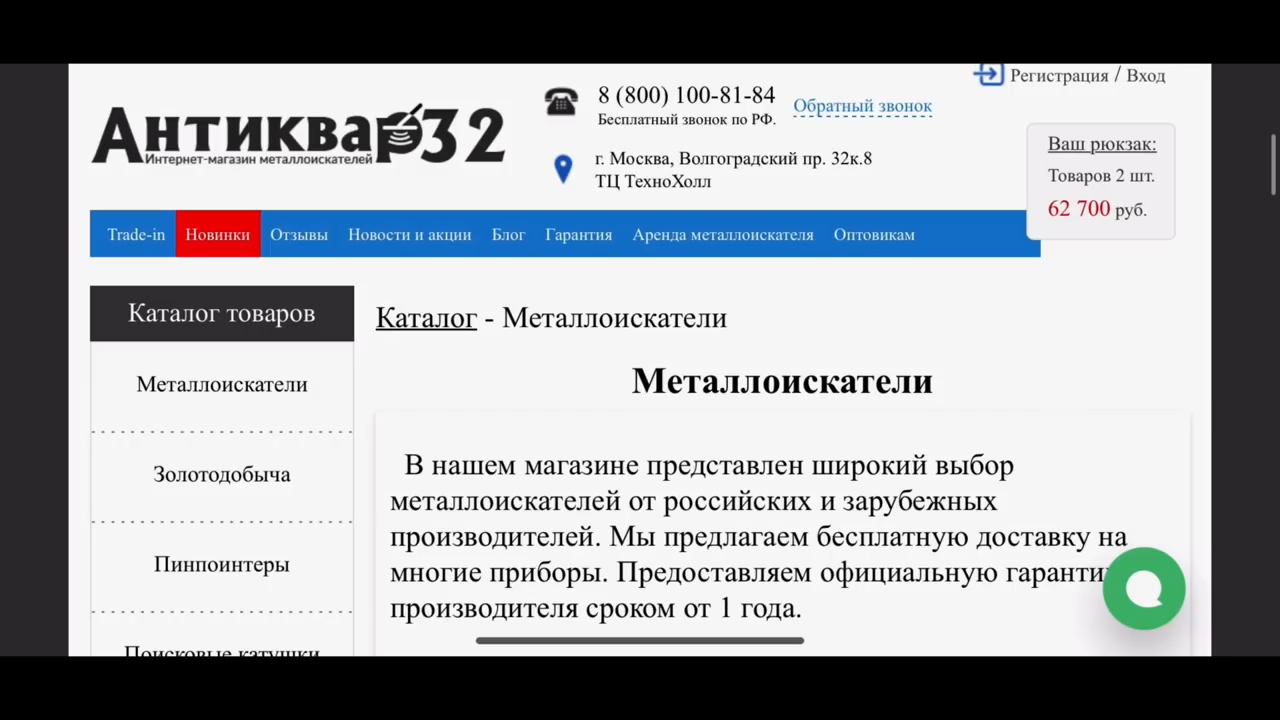 Регистрация / Вход
Антиквар32
Интернет-магазин металлоискателей
8 (800) 100-81-84
Бесплатный звонок по РФ.
Обратный звонок
г. Москва, Волгоградский пр. 32к.8
ТЦ ТехноХолл
Ваш рюкзак:
Товаров 2 шт.
62 700 руб.
Trade-in Новинки Отзывы Новости и акции Блог Гарантия Аренда металлоискателя Оптовикам
Каталог товаров
Металлоискатели
Золотодобыча
Пинпоинтеры
Поисковые катушки
Каталог - Металлоискатели
Металлоискатели
В нашем магазине представлен широкий выбор
металлоискателей от российских и зарубежных
производителей. Мы предлагаем бесплатную доставку на
многие приборы. Предоставляем официальную гарантию
производителя сроком от 1 года.